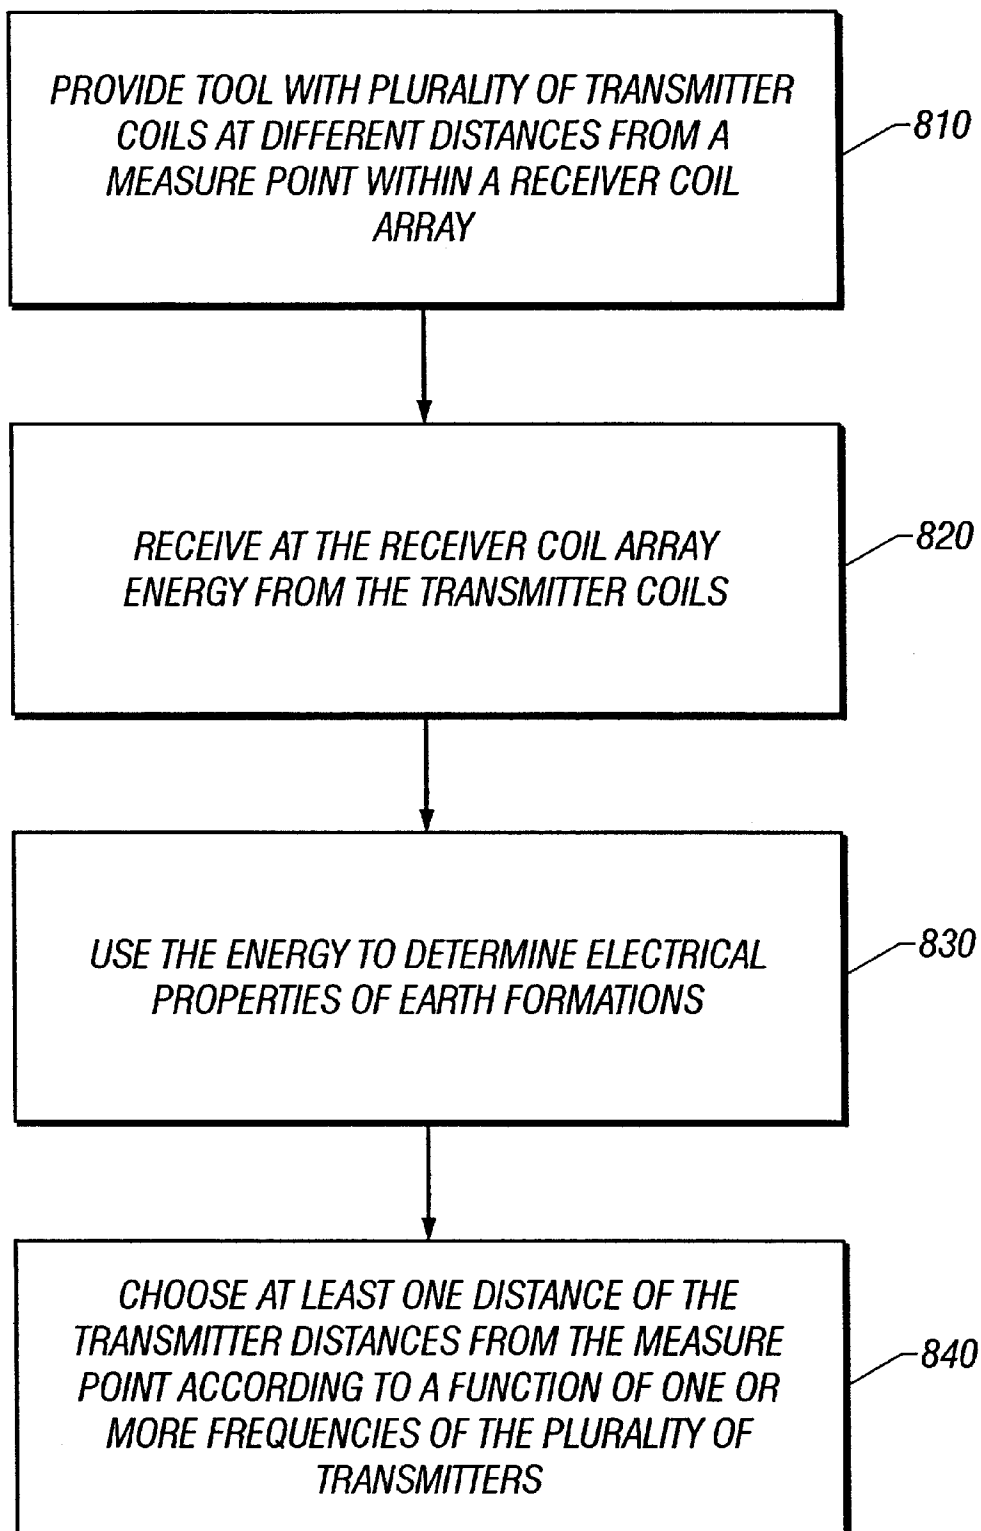 PROVIDE TOOL WITH PLURALITY OF TRANSMITTER
COILS AT DIFFERENT DISTANCES FROM A
MEASURE POINT WITHIN A RECEIVER COIL
ARRAY
810
RECEIVE AT THE RECEIVER COIL ARRAY
ENERGY FROM THE TRANSMITTER COILS
820
USE THE ENERGY TO DETERMINE ELECTRICAL
PROPERTIES OF EARTH FORMATIONS
830
CHOOSE AT LEAST ONE DISTANCE OF THE
TRANSMITTER DISTANCES FROM THE MEASURE
POINT ACCORDING TO A FUNCTION OF ONE OR
MORE FREQUENCIES OF THE PLURALITY OF
TRANSMITTERS
840